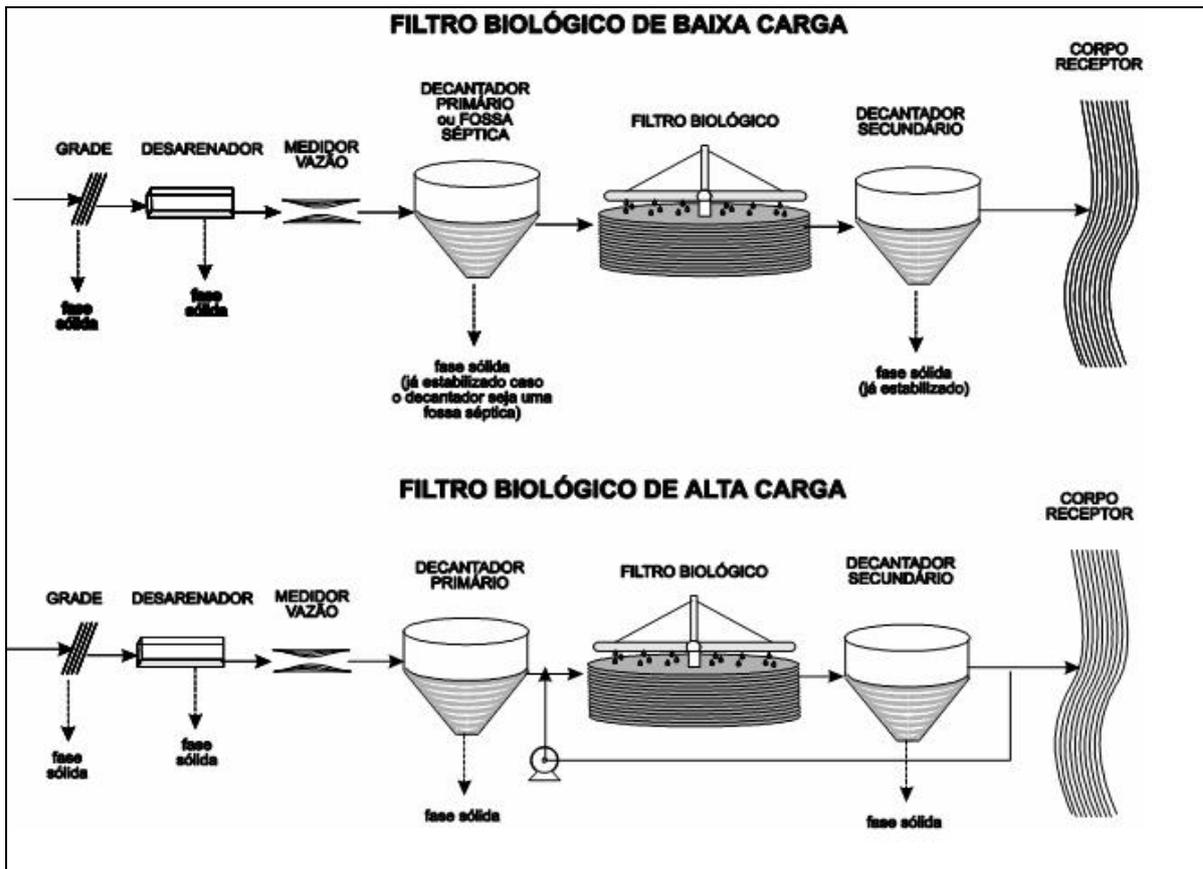 FILTRO BIOLÓGICO DE BAIXA CARGA
CORPO
RECEPTOR
DECANTADOR
PRIMÁRIO
ou FOSSA
SÉPTICA
FILTRO BIOLÓGICO
DECANTADOR
SECUNDÁRIO
GRADE
DESARENADOR
MEDIDOR
VAZÃO
fase
sólida
fase
sólida
fase sólida
(já estabilizado caso
o decantador seja uma
fossa séptica)
fase sólida
(já estabilizado)
FILTRO BIOLÓGICO DE ALTA CARGA
CORPO
RECEPTOR
DECANTADOR
PRIMÁRIO
FILTRO BIOLÓGICO
DECANTADOR
SECUNDÁRIO
GRADE
DESARENADOR
MEDIDOR
VAZÃO
fase
sólida
fase
sólida
fase sólida
fase sólida